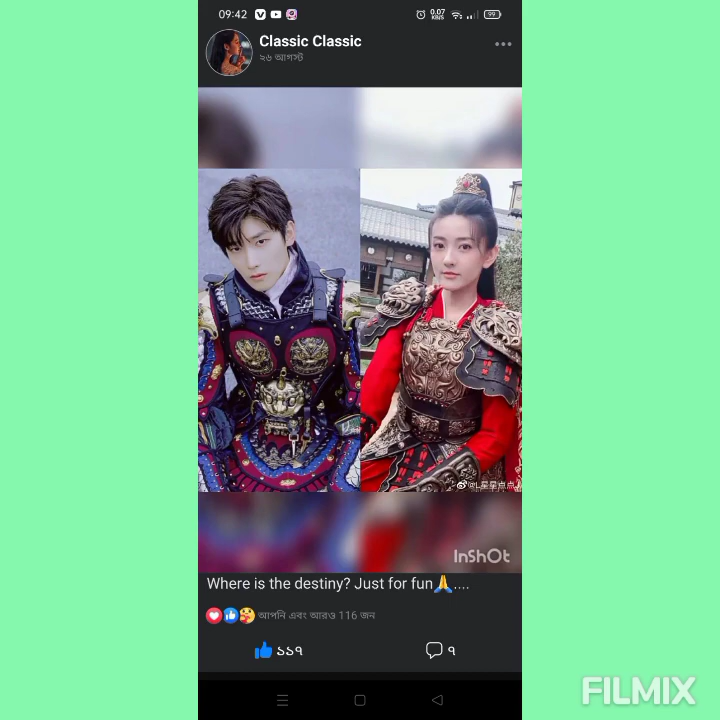 09:42
0.07
KB/S
99
Classic Classic
২৬ আগস্ট
InShOt
Where is the destiny? Just for fun🙏....
আপনি এবং আরও 116 জন
১১৭
৭
FILMIX